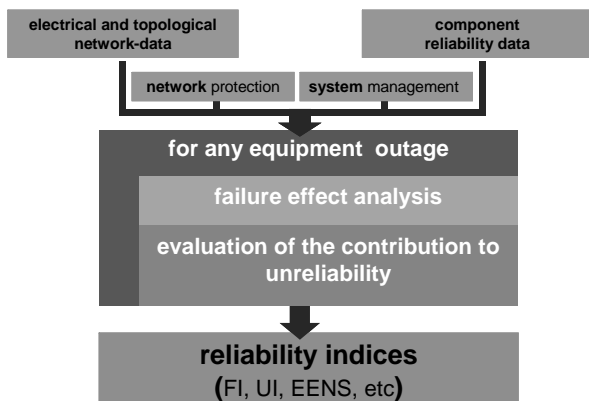 electrical and topological
network-data
component
reliability data
network protection
system management
for any equipment outage
failure effect analysis
evaluation of the contribution to
unreliability
reliability indices
(FI, UI, EENS, etc)